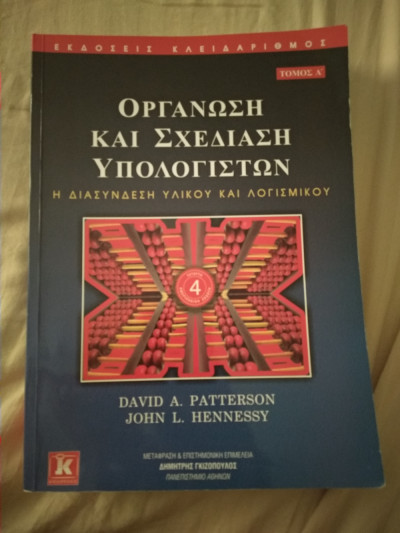 ΕΚΔΟΣΕΙΣ ΚΛΕΙΔΑΡΙΘΜΟΣ
ΤΟΜΟΣ Α΄
ΟΡΓΑΝΩΣΗ
ΚΑΙ ΣΧΕΔΙΑΣΗ
ΥΠΟΛΟΓΙΣΤΩΝ
Η ΔΙΑΣΥΝΔΕΣΗ ΥΛΙΚΟΥ ΚΑΙ ΛΟΓΙΣΜΙΚΟΥ
4
DAVID A. PATTERSON
JOHN L. HENNESSY
ΜΕΤΑΦΡΑΣΗ & ΕΠΙΣΤΗΜΟΝΙΚΗ ΕΠΙΜΕΛΕΙΑ
ΔΗΜΗΤΡΗΣ ΓΚΙΖΟΠΟΥΛΟΣ
ΠΑΝΕΠΙΣΤΗΜΙΟ ΑΘΗΝΩΝ
Κ